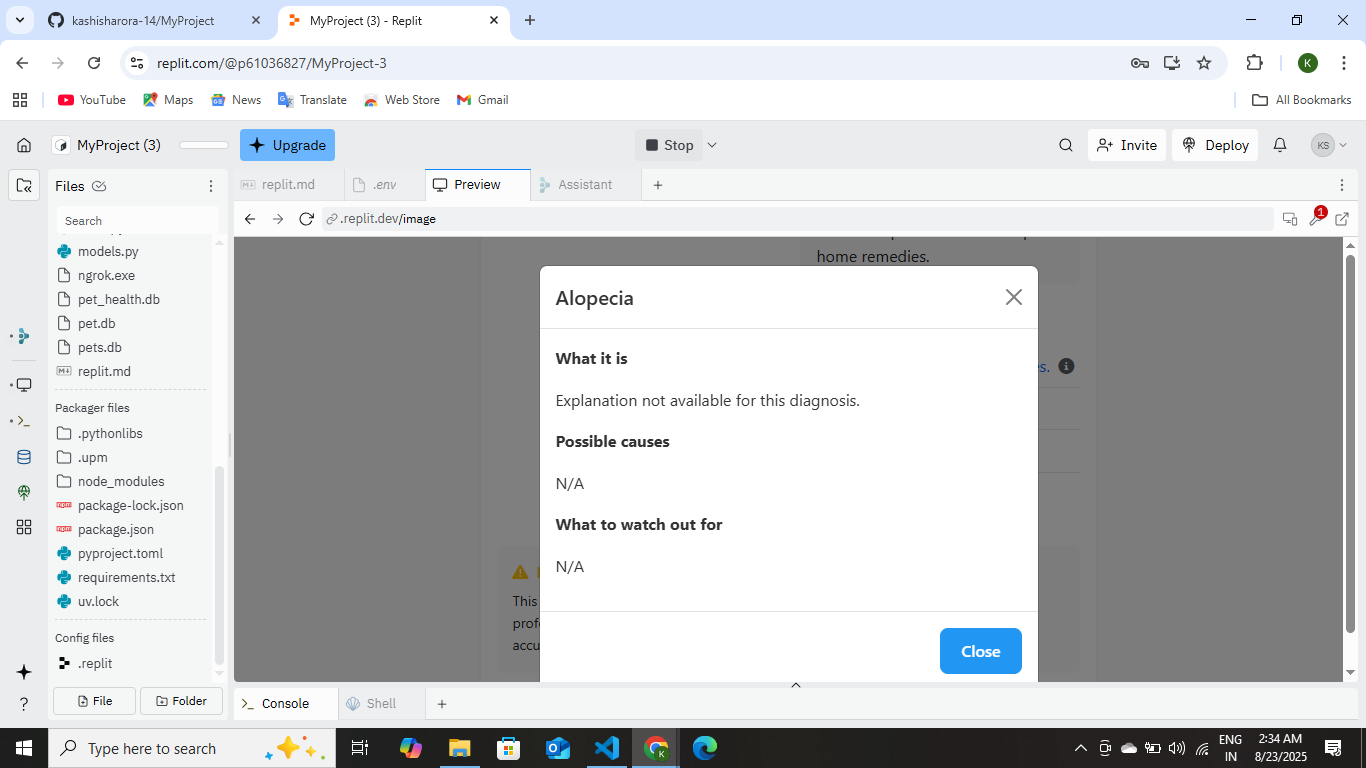 kashisharora-14/MyProject
MyProject (3) - Replit
replit.com/@p61036827/MyProject-3
K
YouTube
Maps
News
Translate
Web Store
Gmail
All Bookmarks
MyProject (3)
Upgrade
Stop
Invite
Deploy
KS
Files
replit.md
.env
Preview
Assistant
Search
.replit.dev/image
1
models.py
ngrok.exe
pet_health.db
pet.db
pets.db
replit.md
Packager files
.pythonlibs
.upm
node_modules
package-lock.json
package.json
pyproject.toml
requirements.txt
uv.lock
Config files
.replit
File
Folder
home remedies.
Alopecia
What it is
Explanation not available for this diagnosis.
Possible causes
N/A
What to watch out for
N/A
This
Close
Console
Shell
Type here to search
ENG
IN
2:34 AM
8/23/2025